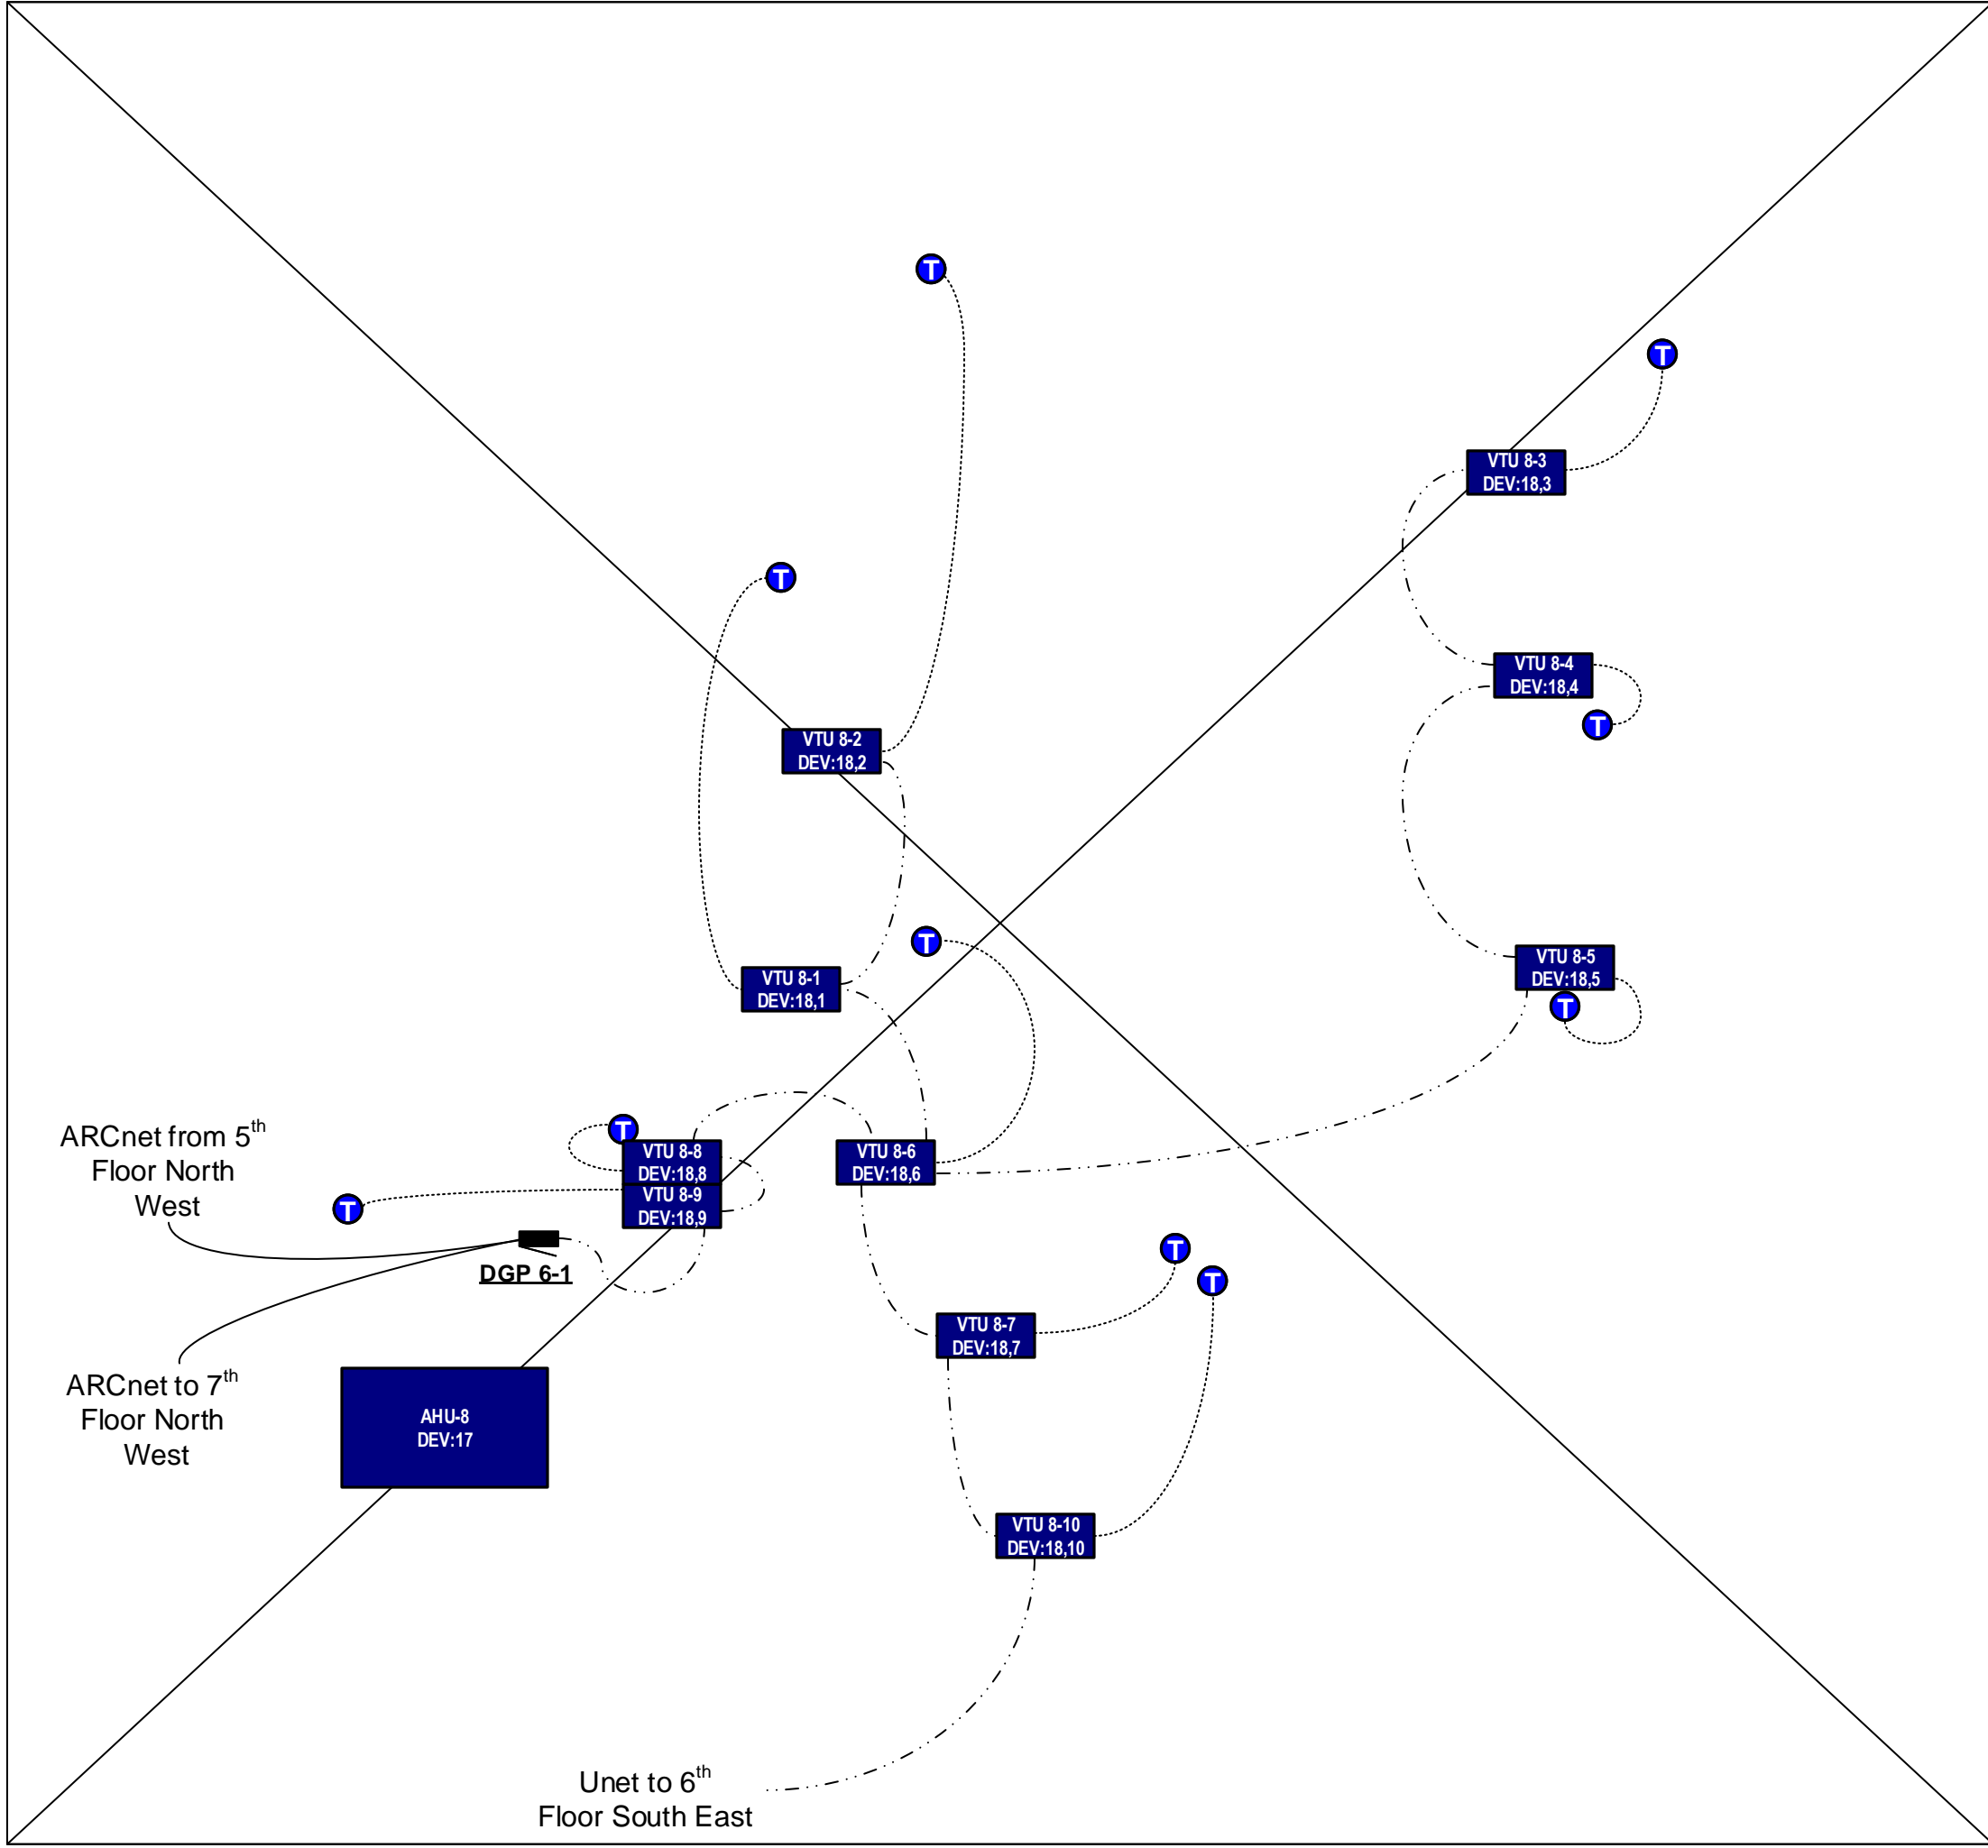 T
T
VTU 8-3
DEV:18,3
T
VTU 8-4
DEV:18,4
T
VTU 8-2
DEV:18,2
T
VTU 8-1
DEV:18,1
VTU 8-5
DEV:18,5
T
ARCnet from 5th
Floor North
West
T
VTU 8-8
DEV:18,8
VTU 8-9
DEV:18,9
VTU 8-6
DEV:18,6
T
DGP 6-1
T
T
VTU 8-7
DEV:18,7
ARCnet to 7th
Floor North
West
AHU-8
DEV:17
VTU 8-10
DEV:18,10
Unet to 6th
Floor South East